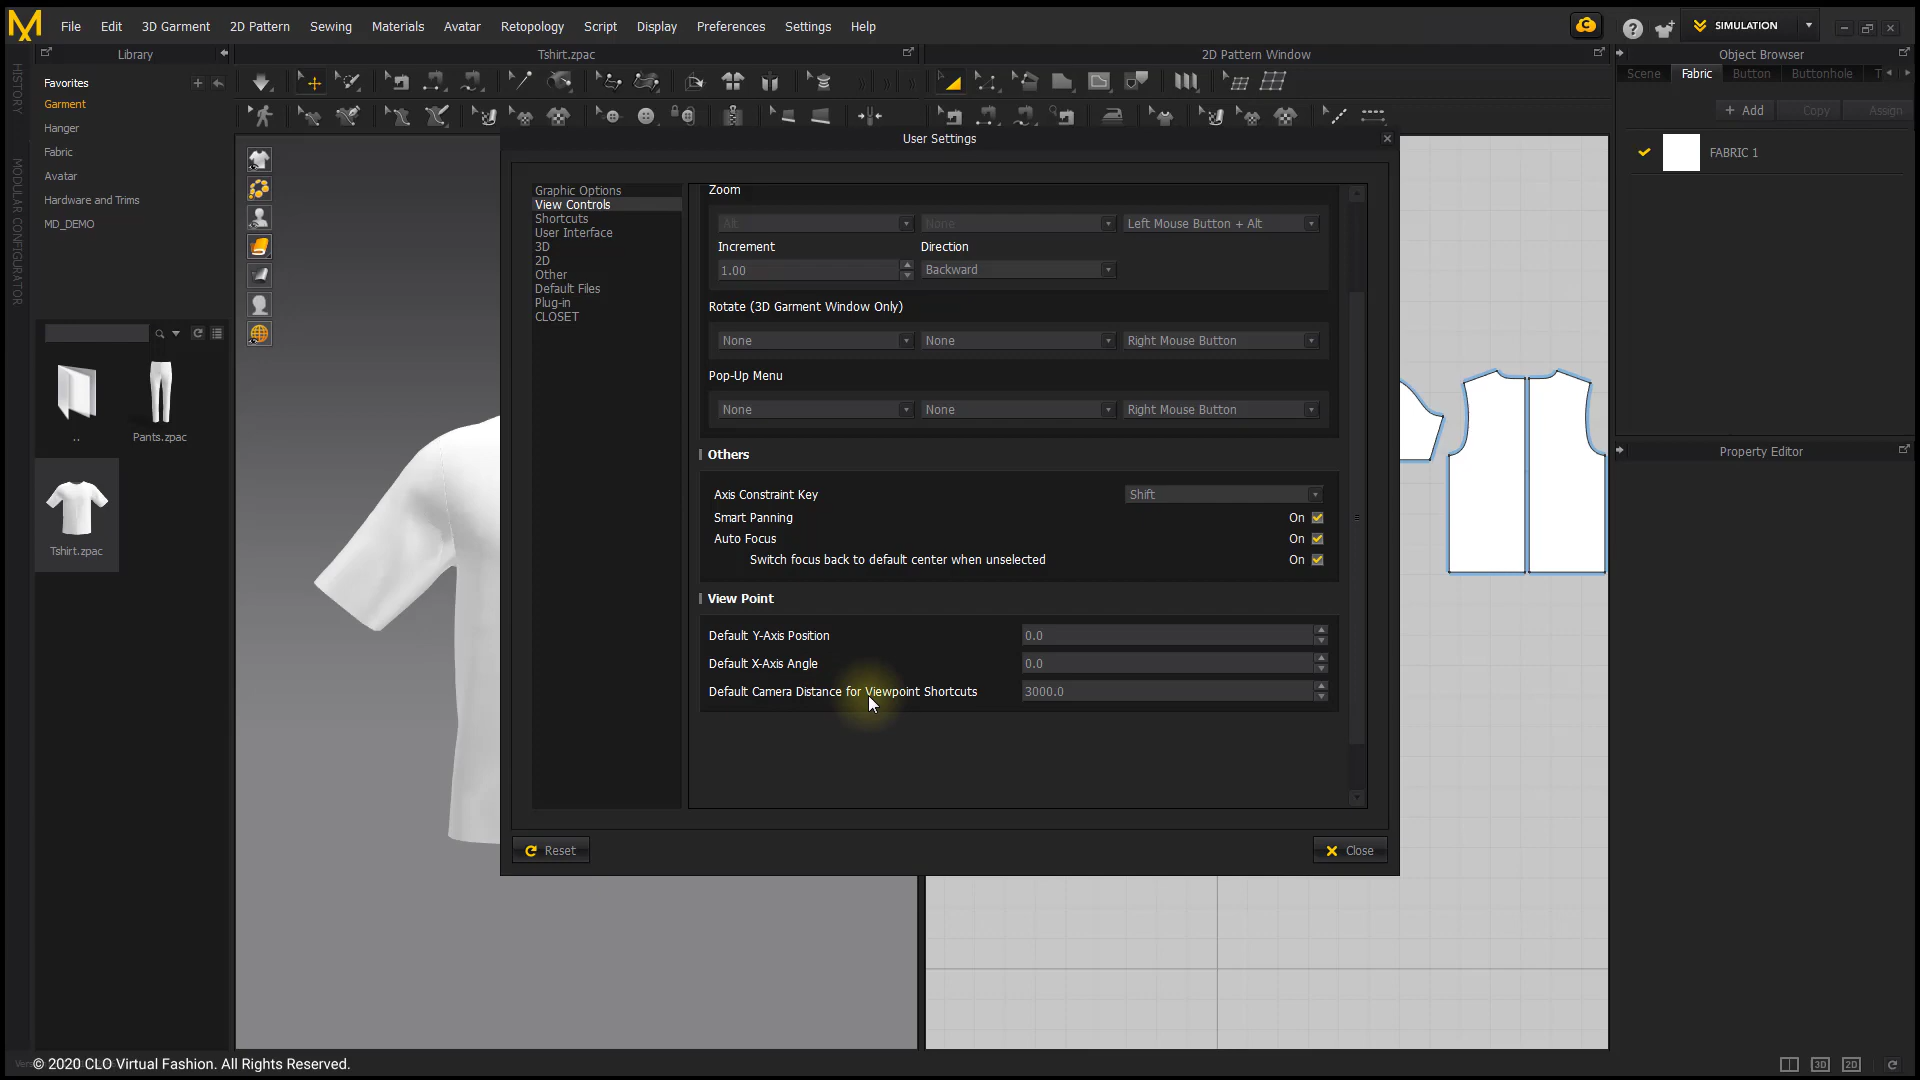 File Edit 3D Garment 2D Pattern Sewing Materials Avatar Retopology Script Display Preferences Settings Help
SIMULATION
Library
Tshirt.zpac
2D Pattern Window
Object Browser
HISTORY
MODULAR CONFIGURATOR
Favorites
Garment
Hanger
Fabric
Avatar
Hardware and Trims
MD_DEMO
..
Pants.zpac
Tshirt.zpac
Scene Fabric Button Buttonhole T
+ Add Copy Assign
FABRIC 1
Property Editor
User Settings
Graphic Options
View Controls
Shortcuts
User Interface
3D
2D
Other
Default Files
Plug-in
CLOSET
Zoom
Alt None Left Mouse Button + Alt
Increment Direction
1.00 Backward
Rotate (3D Garment Window Only)
None None Right Mouse Button
Pop-Up Menu
None None Right Mouse Button
Others
Axis Constraint Key Shift
Smart Panning On
Auto Focus On
Switch focus back to default center when unselected On
View Point
Default Y-Axis Position 0.0
Default X-Axis Angle 0.0
Default Camera Distance for Viewpoint Shortcuts 3000.0
Reset
Close
© 2020 CLO Virtual Fashion. All Rights Reserved.
3D 2D